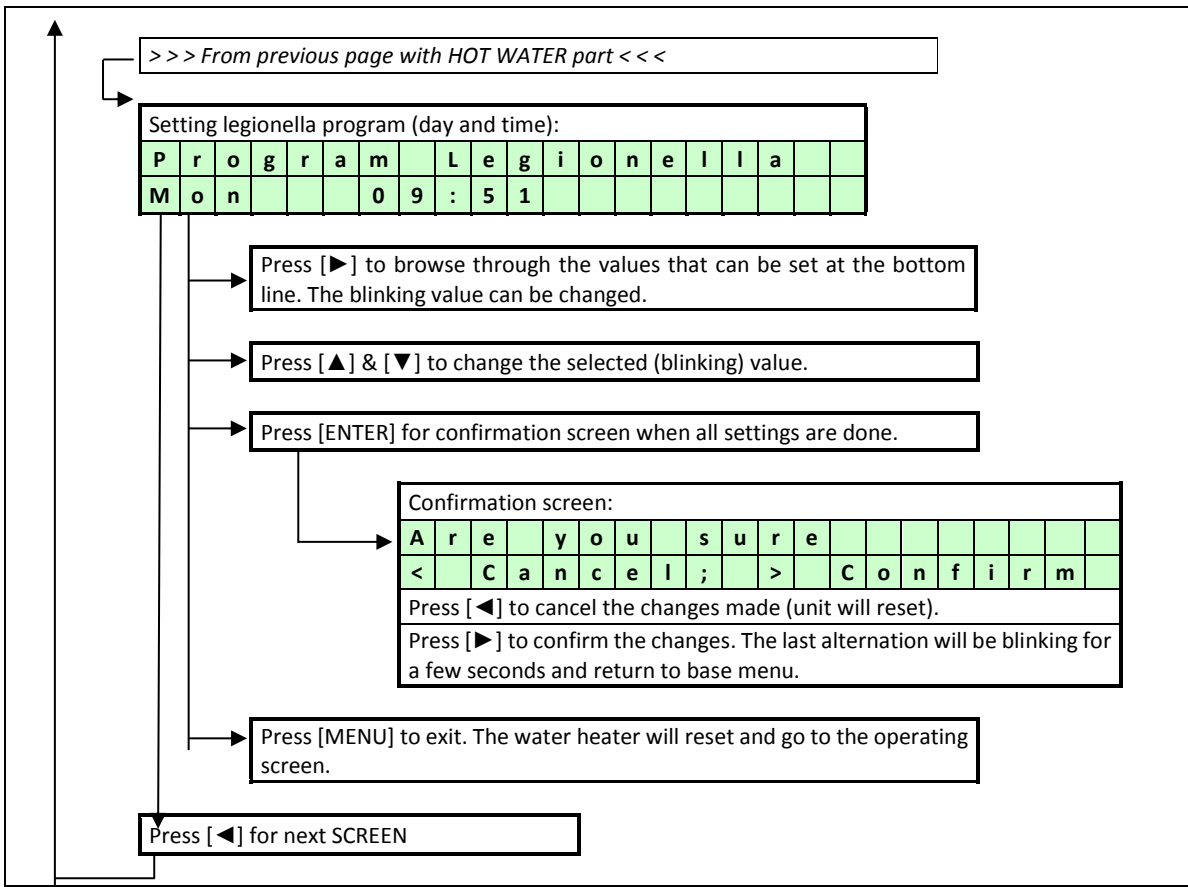 > > > From previous page with HOT WATER part < < <
Setting legionella program (day and time):
Program Legionella
Mon 09:51
Press [►] to browse through the values that can be set at the bottom
line. The blinking value can be changed.
Press [▲] & [▼] to change the selected (blinking) value.
Press [ENTER] for confirmation screen when all settings are done.
Confirmation screen:
Are you sure
< Cancel; > Confirm
Press [◄] to cancel the changes made (unit will reset).
Press [►] to confirm the changes. The last alternation will be blinking for
a few seconds and return to base menu.
Press [MENU] to exit. The water heater will reset and go to the operating
screen.
Press [◄] for next SCREEN